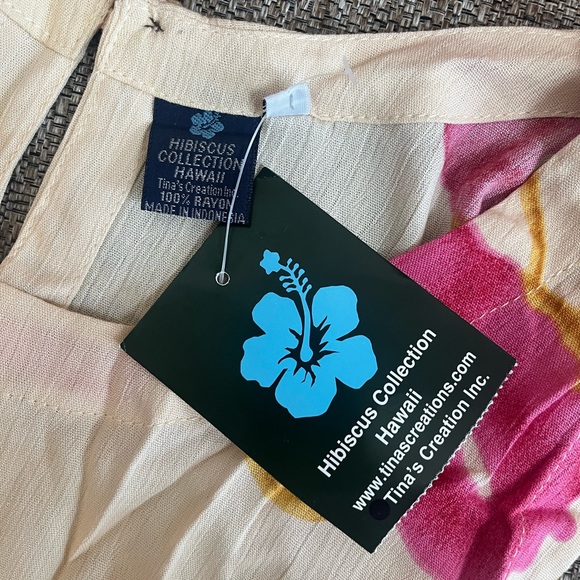 HIBISCUS
COLLECTION
HAWAII
Tina's Creation Inc
100% RAYON
MADE IN INDONESIA
Hibiscus Collection
Hawaii
www.tinascreations.com
Tina's Creation Inc.